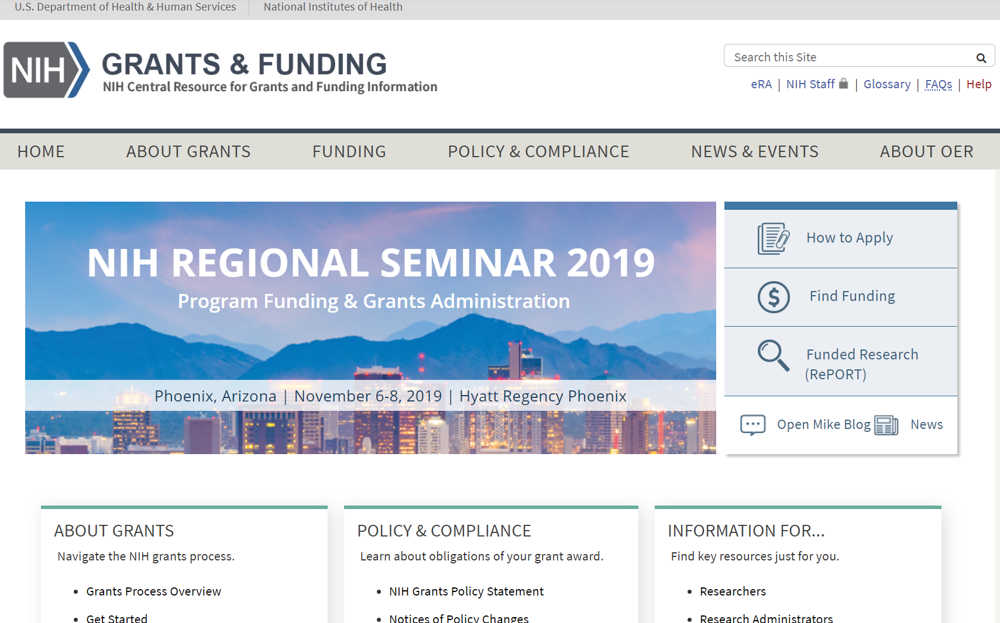 U.S. Department of Health & Human Services
National Institutes of Health
NIH
GRANTS & FUNDING
NIH Central Resource for Grants and Funding Information
Search this Site
eRA | NIH Staff | Glossary | FAQs | Help
HOME
ABOUT GRANTS
FUNDING
POLICY & COMPLIANCE
NEWS & EVENTS
ABOUT OER
NIH REGIONAL SEMINAR 2019
Program Funding & Grants Administration
Phoenix, Arizona | November 6-8, 2019 | Hyatt Regency Phoenix
How to Apply
$
Find Funding
Funded Research
(RePORT)
Open Mike Blog
News
ABOUT GRANTS
Navigate the NIH grants process.
• Grants Process Overview
• Get Started
POLICY & COMPLIANCE
Learn about obligations of your grant award.
• NIH Grants Policy Statement
• Notices of Policy Changes
INFORMATION FOR...
Find key resources just for you.
• Researchers
• Research Administrators